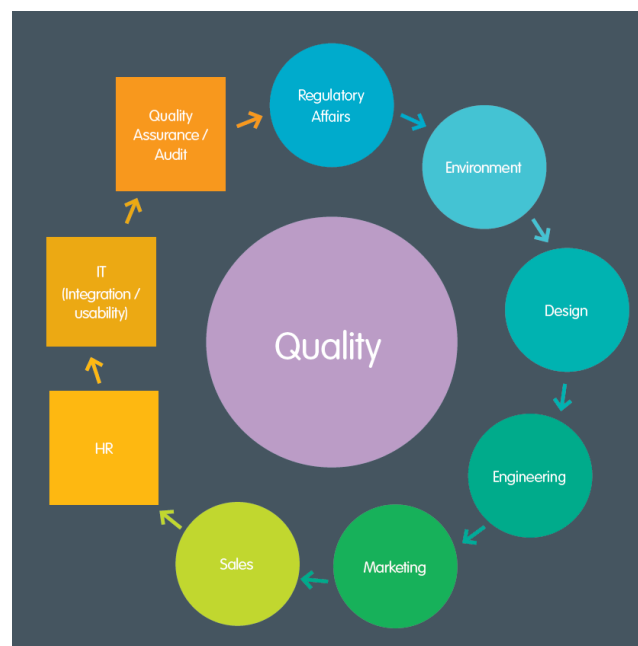 Regulatory
Affairs
Environment
Design
Engineering
Marketing
Sales
HR
IT
(Integration /
usability)
Quality
Assurance /
Audit
Quality